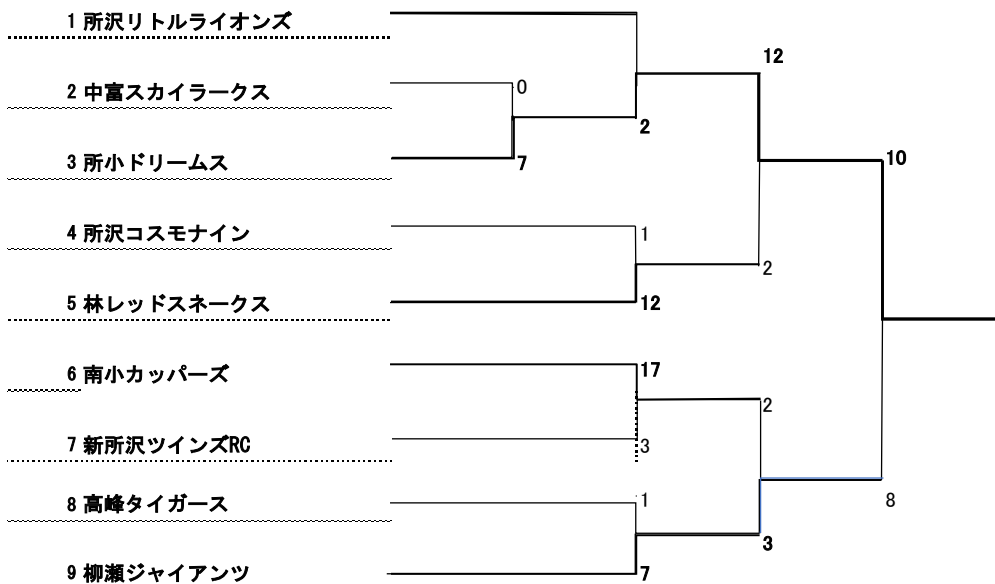 1 所沢リトルライオンズ
12
2 中富スカイラークス
0
2
3 所小ドリームス
7
10
4 所沢コスモナイン
1
2
5 林レッドスネークス
12
6 南小カッパーズ
17
2
7 新所沢ツインズRC
3
8 高峰タイガース
1
8
3
9 柳瀬ジャイアンツ
7